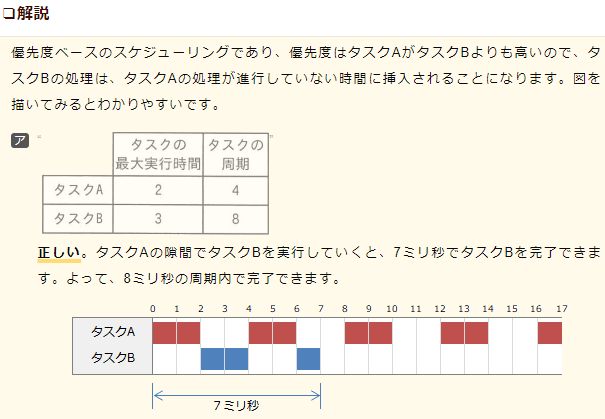 ❏解説
優先度ベースのスケジューリングであり、優先度はタスクAがタスクBよりも高いので、タ
スクBの処理は、タスクAの処理が進行していない時間に挿入されることになります。図を
描いてみるとわかりやすいです。
ア
“
タスクの タスクの
最大実行時間 周期
タスクA 2 4
タスクB 3 8
”
正しい。タスクAの隙間でタスクBを実行していくと、7ミリ秒でタスクBを完了できま
す。よって、8ミリ秒の周期内で完了できます。
0 1 2 3 4 5 6 7 8 9 10 11 12 13 14 15 16 17
タスクA
タスクB
7ミリ秒